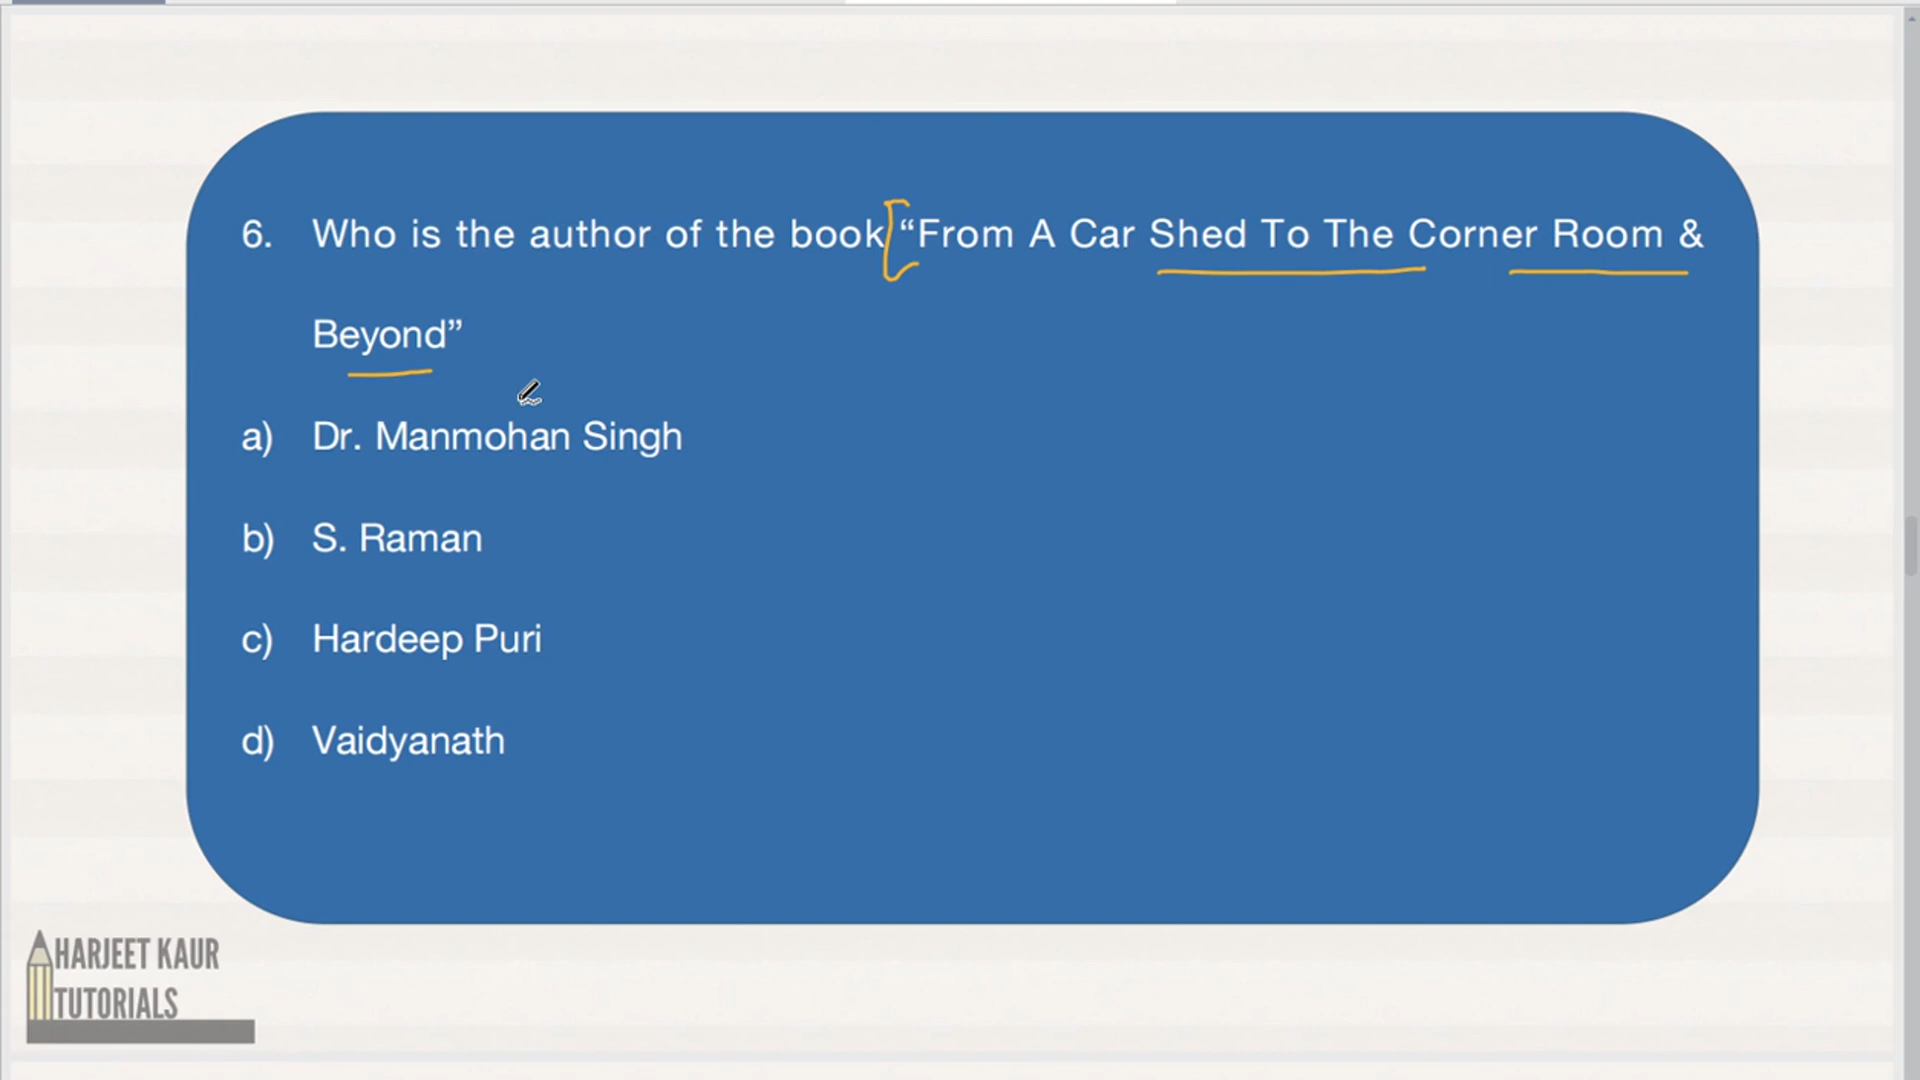 6. Who is the author of the book “From A Car Shed To The Corner Room &
Beyond”
a) Dr. Manmohan Singh
b) S. Raman
c) Hardeep Puri
d) Vaidyanath
HARJEET KAUR
TUTORIALS